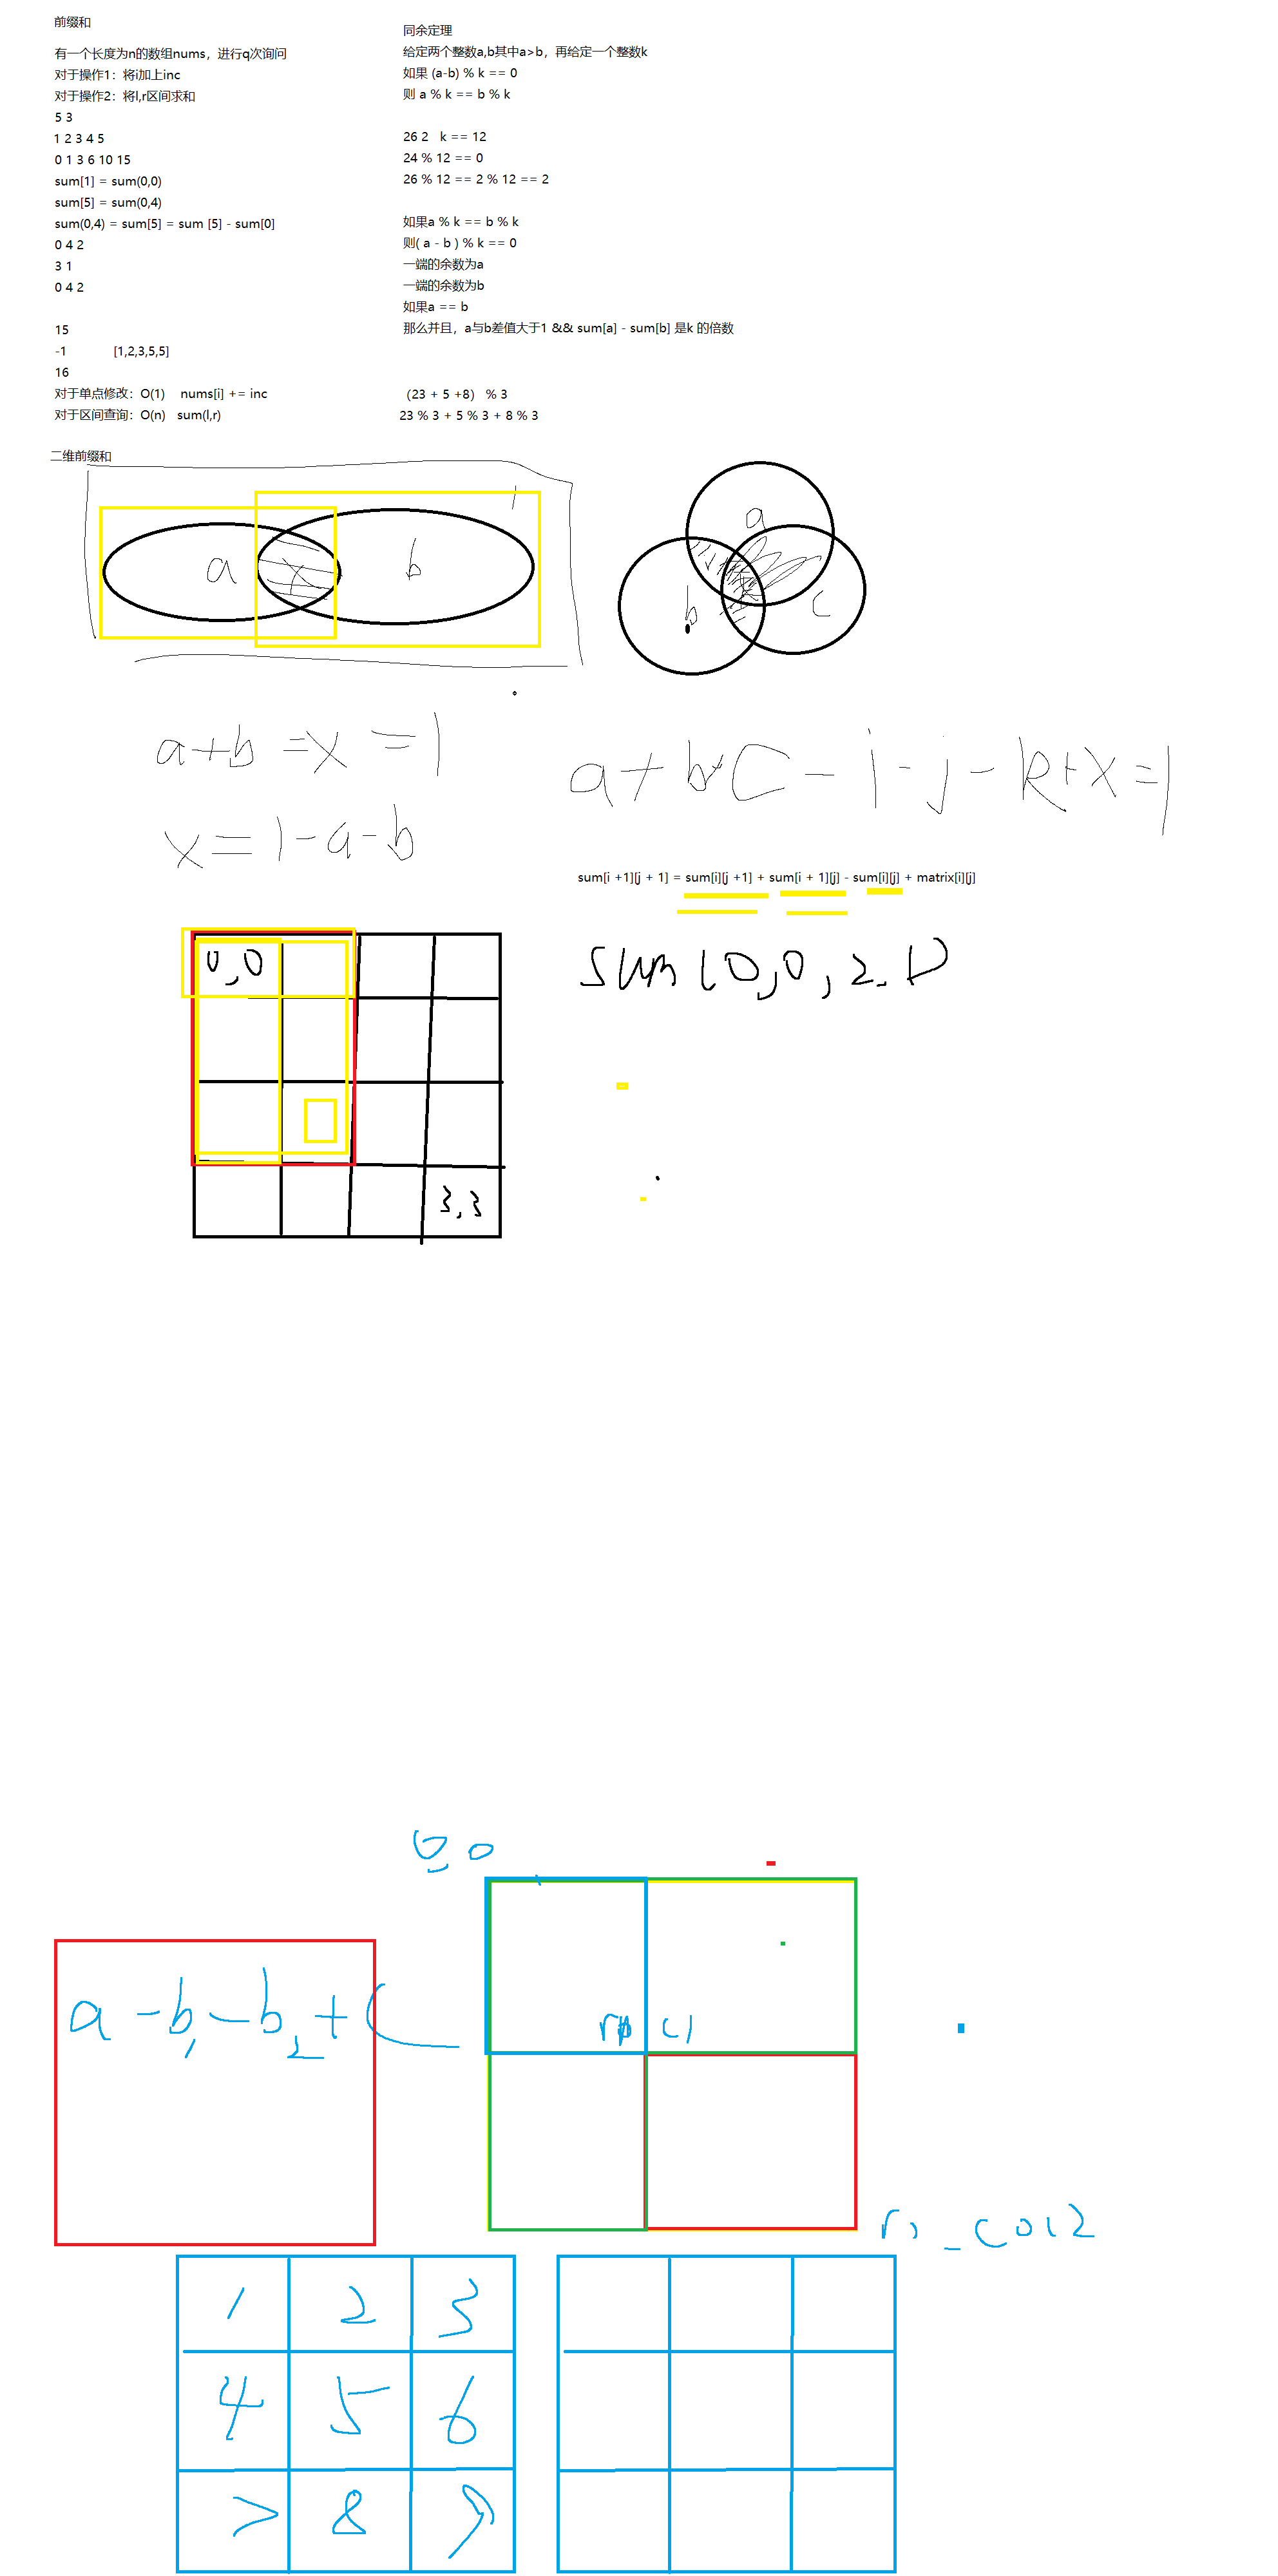 前缀和
有一个长度为n的数组nums，进行q次询问
对于操作1：将i加上inc
对于操作2：将l,r区间求和
5 3
1 2 3 4 5
0 1 3 6 10 15
sum[1] = sum(0,0)
sum[5] = sum(0,4)
sum(0,4) = sum[5] = sum [5] - sum[0]
0 4 2
3 1
0 4 2
15
-1 [1,2,3,5,5]
16
对于单点修改：O(1) nums[i] += inc
对于区间查询：O(n) sum(l,r)
同余定理
给定两个整数a,b其中a>b，再给定一个整数k
如果 (a-b) % k == 0
则 a % k == b % k
26 2 k == 12
24 % 12 == 0
26 % 12 == 2 % 12 == 2
如果a % k == b % k
则( a - b ) % k == 0
一端的余数为a
一端的余数为b
如果a == b
那么并且，a与b差值大于1 && sum[a] - sum[b] 是k 的倍数
（23 + 5 +8） % 3
23 % 3 + 5 % 3 + 8 % 3
二维前缀和
a x b
a
b c
a+b =x =1
x=1-a-b
a+b+c-i-j-k+x=1
sum[i +1][j + 1] = sum[i][j +1] + sum[i + 1][j] - sum[i][j] + matrix[i][j]
0,0
sum(0,0,2,1)
3,3
0,0
a-b1-b2+c
c1
col2
1 2 3
4 5 6
7 8 9